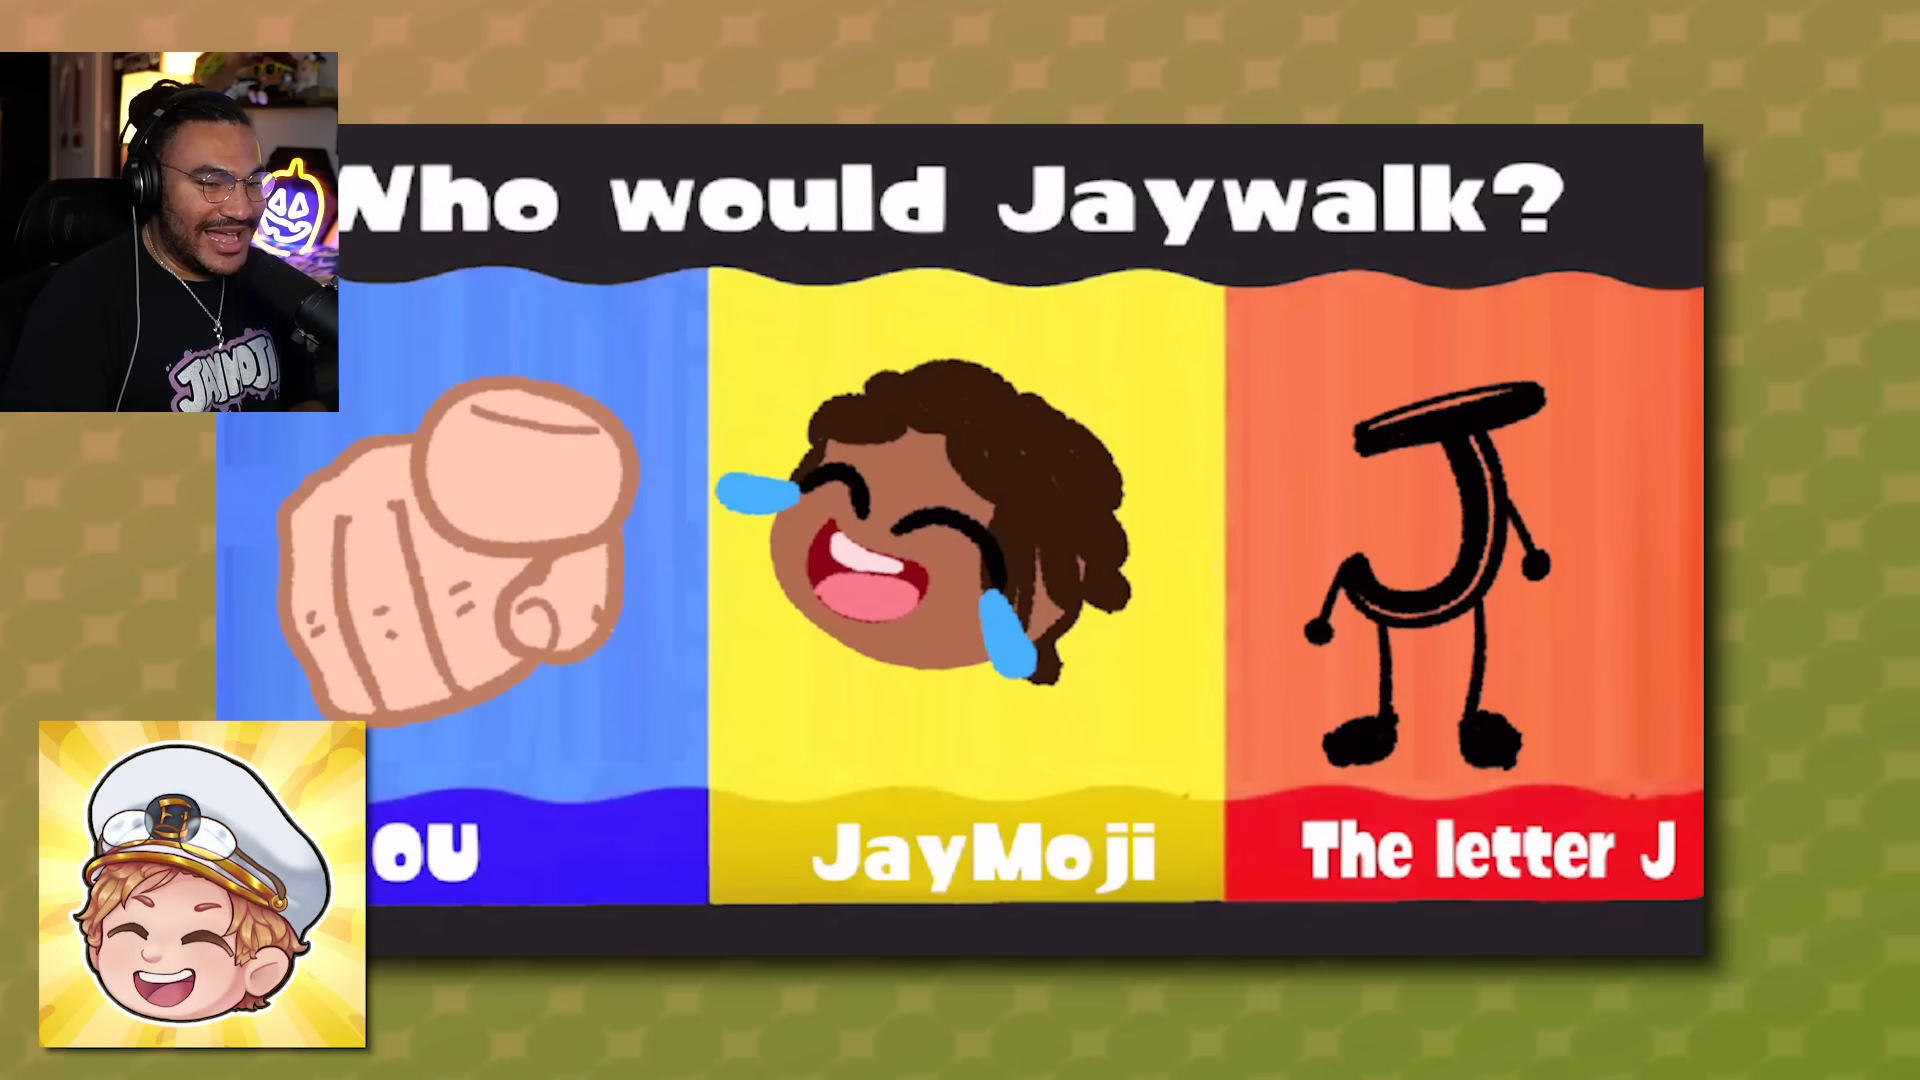 Who would Jaywalk?
JAYMOJI
OU
JayMoji
The letter J